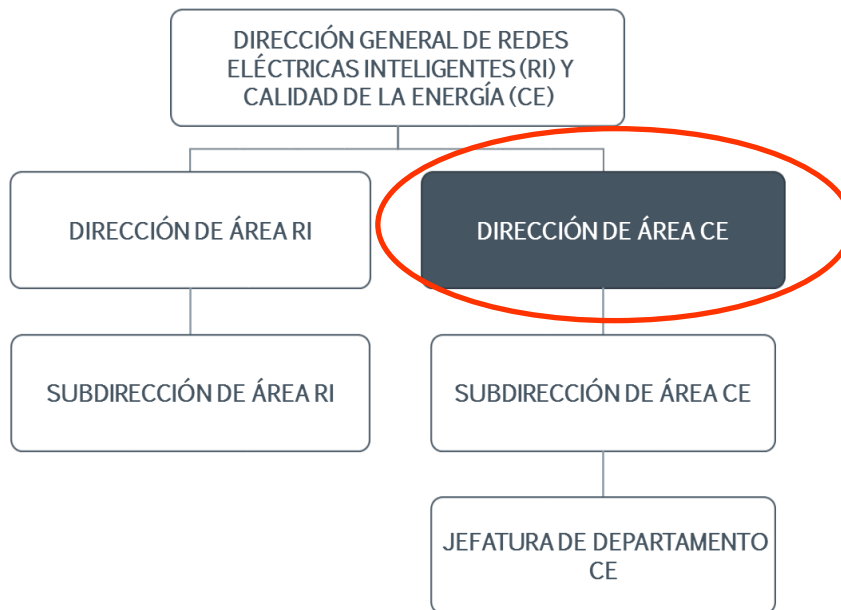 DIRECCIÓN GENERAL DE REDES
ELÉCTRICAS INTELIGENTES (RI) Y
CALIDAD DE LA ENERGÍA (CE)
DIRECCIÓN DE ÁREA RI
DIRECCIÓN DE ÁREA CE
SUBDIRECCIÓN DE ÁREA RI
SUBDIRECCIÓN DE ÁREA CE
JEFATURA DE DEPARTAMENTO
CE